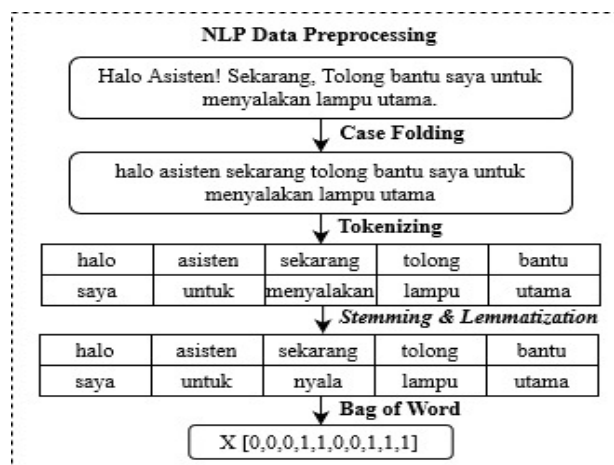 NLP Data Preprocessing
Halo Asisten! Sekarang, Tolong bantu saya untuk
menyalakan lampu utama.
Case Folding
halo asisten sekarang tolong bantu saya untuk
menyalakan lampu utama
Tokenizing
halo asisten sekarang tolong bantu
saya untuk menyalakan lampu utama
Stemming & Lemmatization
halo asisten sekarang tolong bantu
saya untuk nyala lampu utama
Bag of Word
X [0,0,0,1,1,0,0,1,1,1]